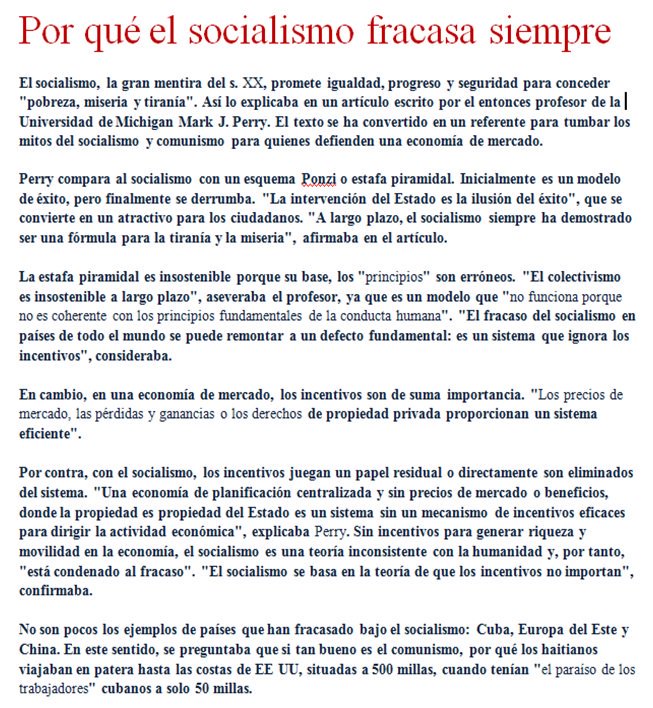 Por qué el socialismo fracasa siempre
El socialismo, la gran mentira del s. XX, promete igualdad, progreso y seguridad para conceder
"pobreza, miseria y tiranía". Así lo explicaba en un artículo escrito por el entonces profesor de la
Universidad de Michigan Mark J. Perry. El texto se ha convertido en un referente para tumbar los
mitos del socialismo y comunismo para quienes defienden una economía de mercado.
Perry compara al socialismo con un esquema Ponzi o estafa piramidal. Inicialmente es un modelo
de éxito, pero finalmente se derrumba. "La intervención del Estado es la ilusión del éxito", que se
convierte en un atractivo para los ciudadanos. "A largo plazo, el socialismo siempre ha demostrado
ser una fórmula para la tiranía y la miseria", afirmaba en el artículo.
La estafa piramidal es insostenible porque su base, los "principios" son erróneos. "El colectivismo
es insostenible a largo plazo", aseveraba el profesor, ya que es un modelo que "no funciona porque
no es coherente con los principios fundamentales de la conducta humana". "El fracaso del socialismo en
países de todo el mundo se puede remontar a un defecto fundamental: es un sistema que ignora los
incentivos", consideraba.
En cambio, en una economía de mercado, los incentivos son de suma importancia. "Los precios de
mercado, las pérdidas y ganancias o los derechos de propiedad privada proporcionan un sistema
eficiente".
Por contra, con el socialismo, los incentivos juegan un papel residual o directamente son eliminados
del sistema. "Una economía de planificación centralizada y sin precios de mercado o beneficios,
donde la propiedad es propiedad del Estado es un sistema sin un mecanismo de incentivos eficaces
para dirigir la actividad económica", explicaba Perry. Sin incentivos para generar riqueza y
movilidad en la economía, el socialismo es una teoría inconsistente con la humanidad y, por tanto,
"está condenado al fracaso". "El socialismo se basa en la teoría de que los incentivos no importan",
confirmaba.
No son pocos los ejemplos de países que han fracasado bajo el socialismo: Cuba, Europa del Este y
China. En este sentido, se preguntaba que si tan bueno es el comunismo, por qué los haitianos
viajaban en patera hasta las costas de EE UU, situadas a 500 millas, cuando tenían "el paraíso de los
trabajadores" cubanos a solo 50 millas.